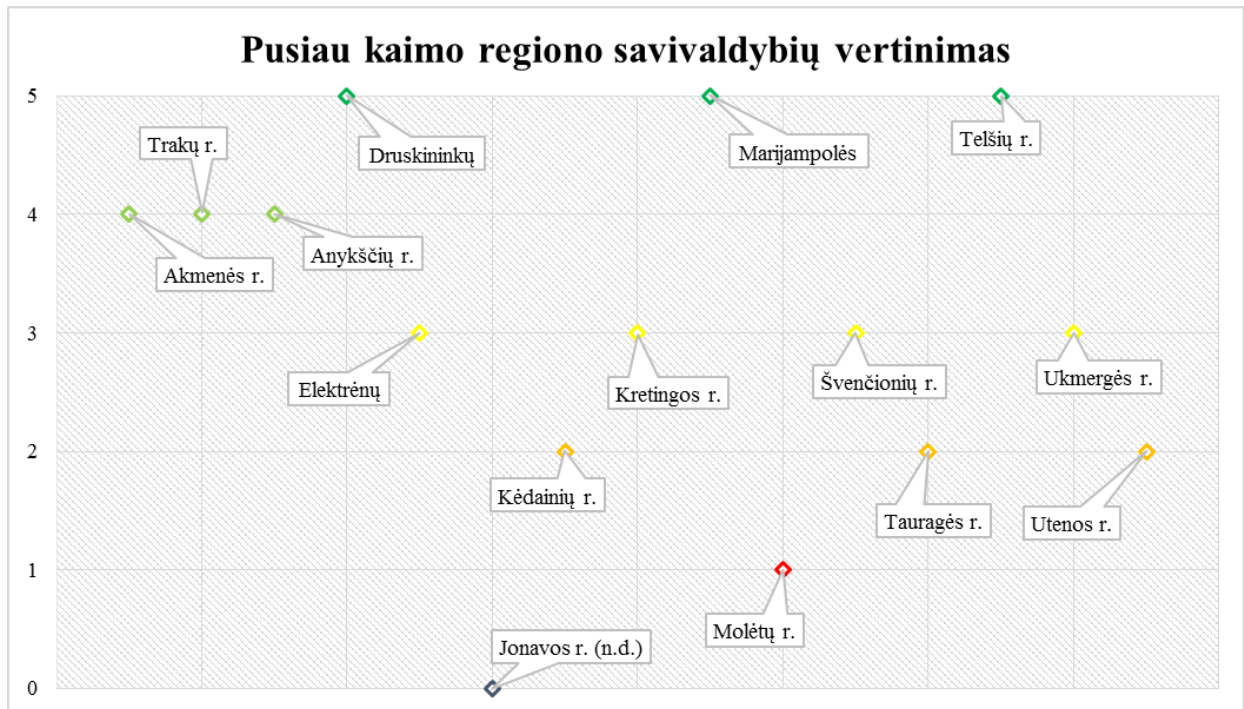 Pusiau kaimo regiono savivaldybių vertinimas
5
Trakų r.
Druskininkų
Marijampolės
Telšių r.
4
Akmenės r.
Anykščių r.
3
Elektrėnų
Kretingos r.
Švenčionių r.
Ukmergės r.
2
Kėdainių r.
Tauragės r.
Utenos r.
1
Molėtų r.
Jonavos r. (n.d.)
0